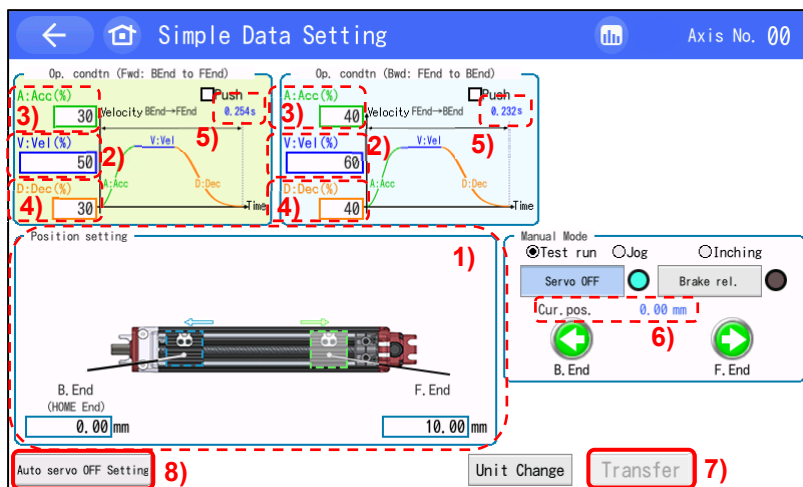 Simple Data Setting
Axis No. 00
Op. condtn (Fwd: BEnd to FEnd)
A:Acc(%)
Push
3)
30
Velocity BEnd→FEnd
0.254s
5)
V:Vel(%)
2)
50
V:Vel
A:Acc
D:Dec
D:Dec(%)
4)
30
Time
Op. condtn (Bwd: FEnd to BEnd)
A:Acc(%)
Push
3)
40
Velocity FEnd→BEnd
0.232s
5)
V:Vel(%)
2)
60
V:Vel
A:Acc
D:Dec
D:Dec(%)
4)
40
Time
Position setting
1)
B.End
(HOME End)
0.00 mm
F.End
10.00 mm
Manual Mode
Test run Jog Inching
Servo OFF
Brake rel.
Cur.pos. 0.00 mm
6)
B.End
F.End
Auto servo OFF Setting
8)
Unit Change
Transfer
7)